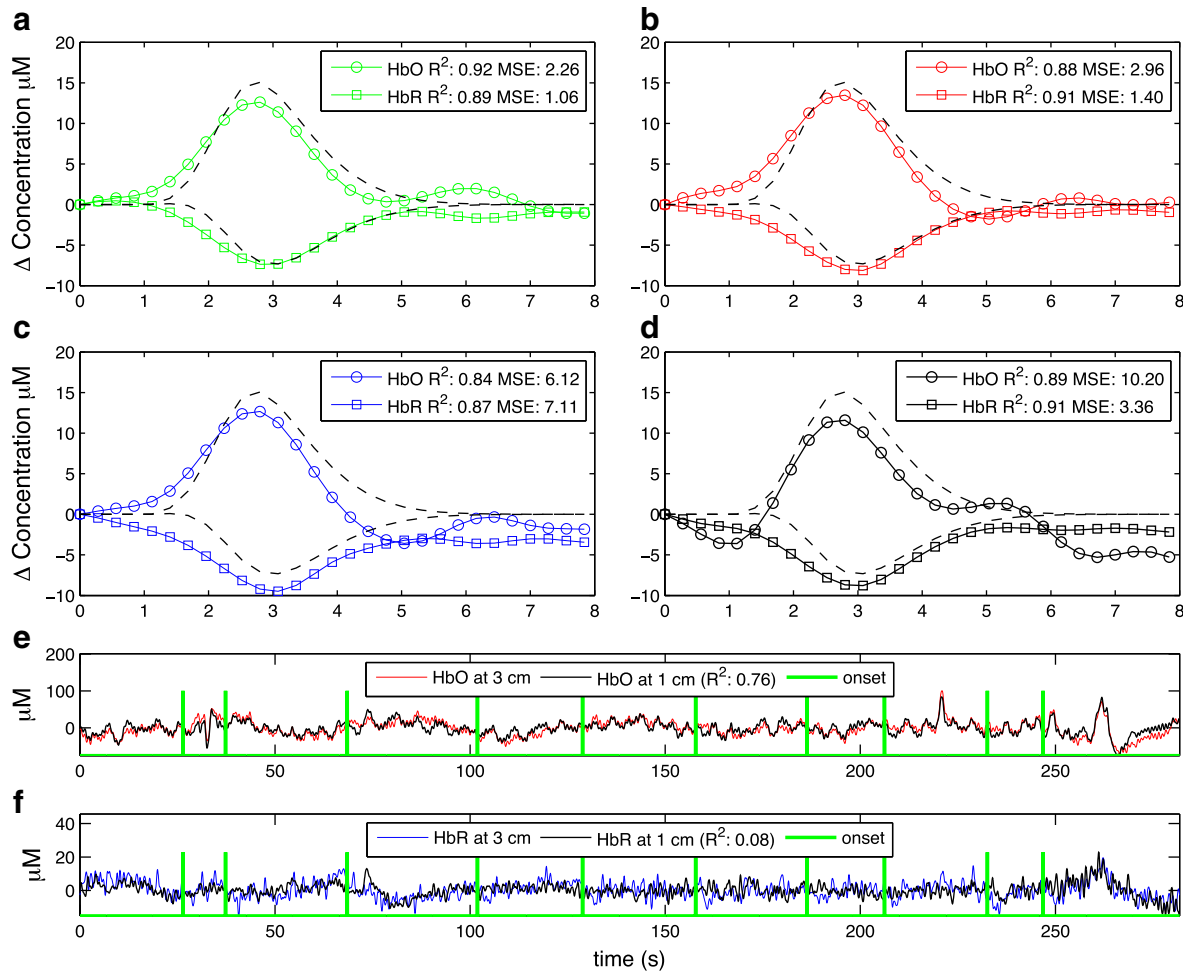 a
b
Δ Concentration μM
20
15
10
5
0
−5
−10
HbO R²: 0.92 MSE: 2.26
HbR R²: 0.89 MSE: 1.06
0 1 2 3 4 5 6 7 8
20
15
10
5
0
−5
−10
HbO R²: 0.88 MSE: 2.96
HbR R²: 0.91 MSE: 1.40
0 1 2 3 4 5 6 7 8
c
d
Δ Concentration μM
20
15
10
5
0
−5
−10
HbO R²: 0.84 MSE: 6.12
HbR R²: 0.87 MSE: 7.11
0 1 2 3 4 5 6 7 8
20
15
10
5
0
−5
−10
HbO R²: 0.89 MSE: 10.20
HbR R²: 0.91 MSE: 3.36
0 1 2 3 4 5 6 7 8
e
μM
200
100
0
HbO at 3 cm HbO at 1 cm (R²: 0.76) onset
0 50 100 150 200 250
f
μM
40
20
0
HbR at 3 cm HbR at 1 cm (R²: 0.08) onset
0 50 100 150 200 250
time (s)